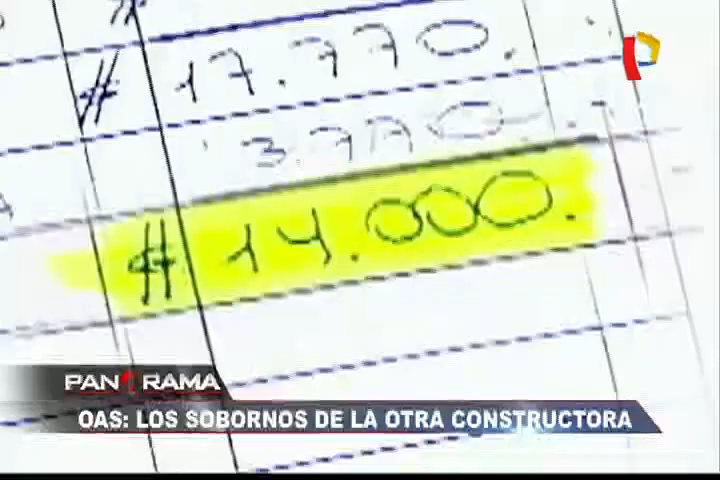 $ 17.770.
3.770
$ 14.000.
PANORAMA
OAS: LOS SOBORNOS DE LA OTRA CONSTRUCTORA